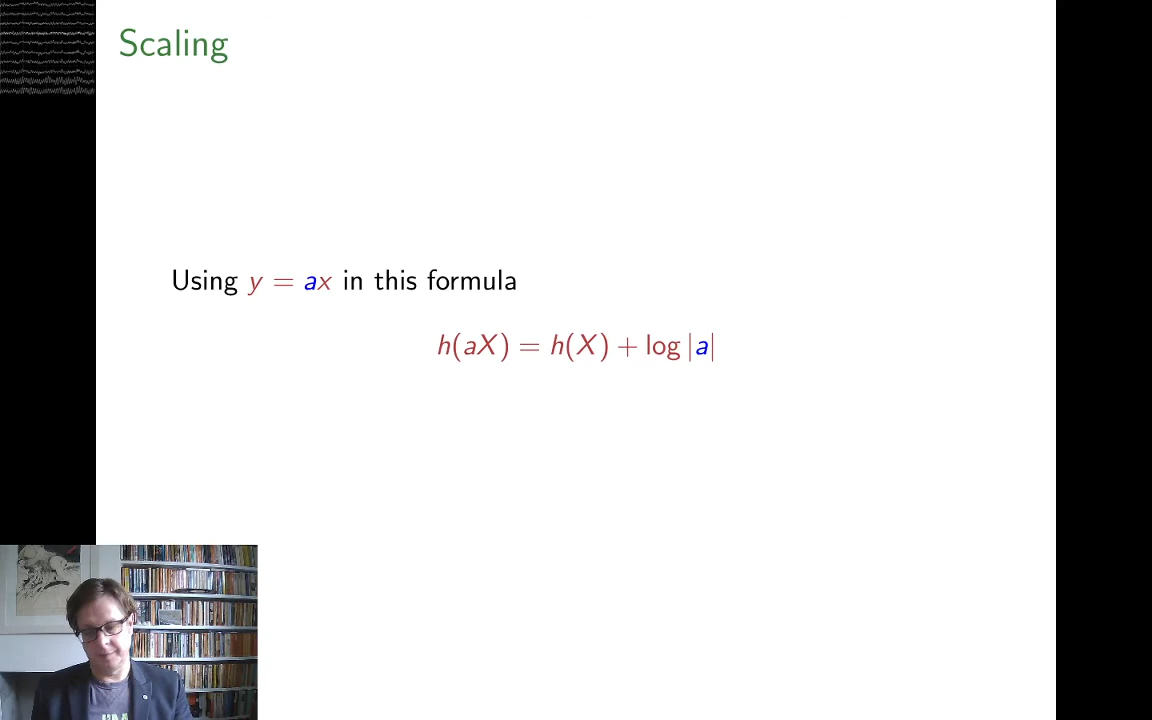 Scaling
Using y = ax in this formula
h(aX) = h(X) + log |a|